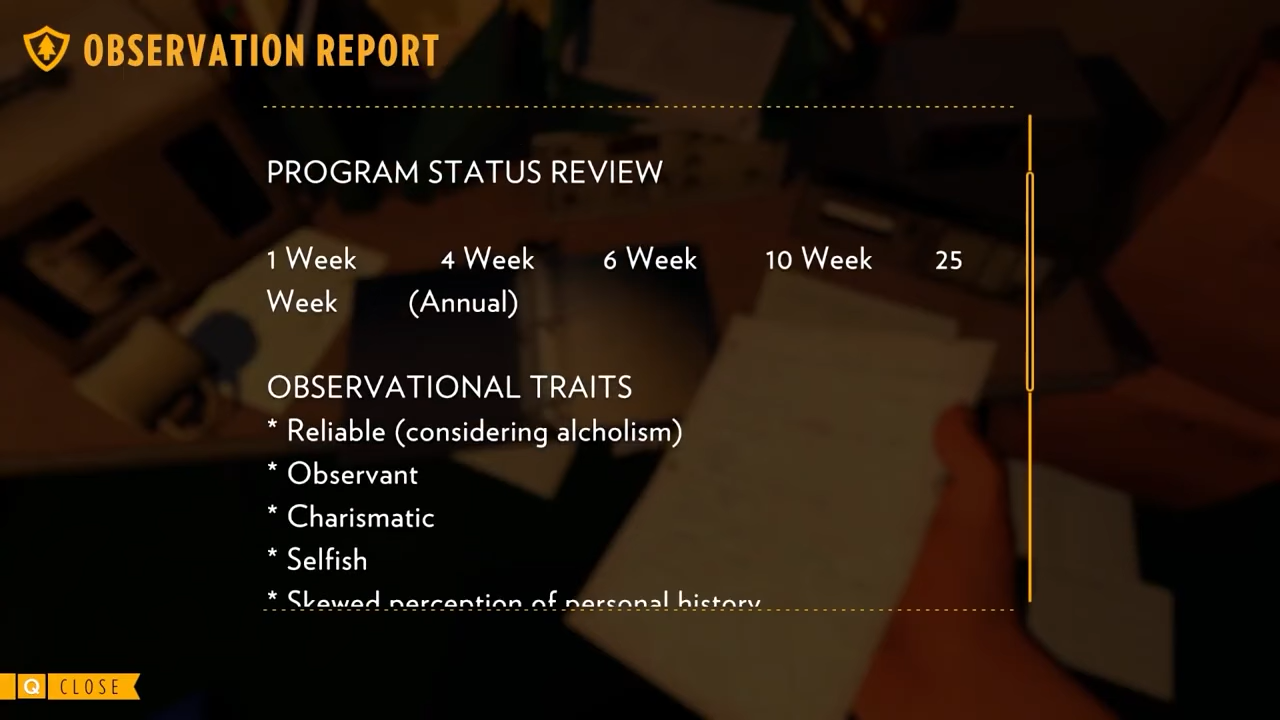 OBSERVATION REPORT
PROGRAM STATUS REVIEW
1 Week 4 Week 6 Week 10 Week 25
Week (Annual)
OBSERVATIONAL TRAITS
* Reliable (considering alcholism)
* Observant
* Charismatic
* Selfish
* Skewed perception of personal history
Q CLOSE